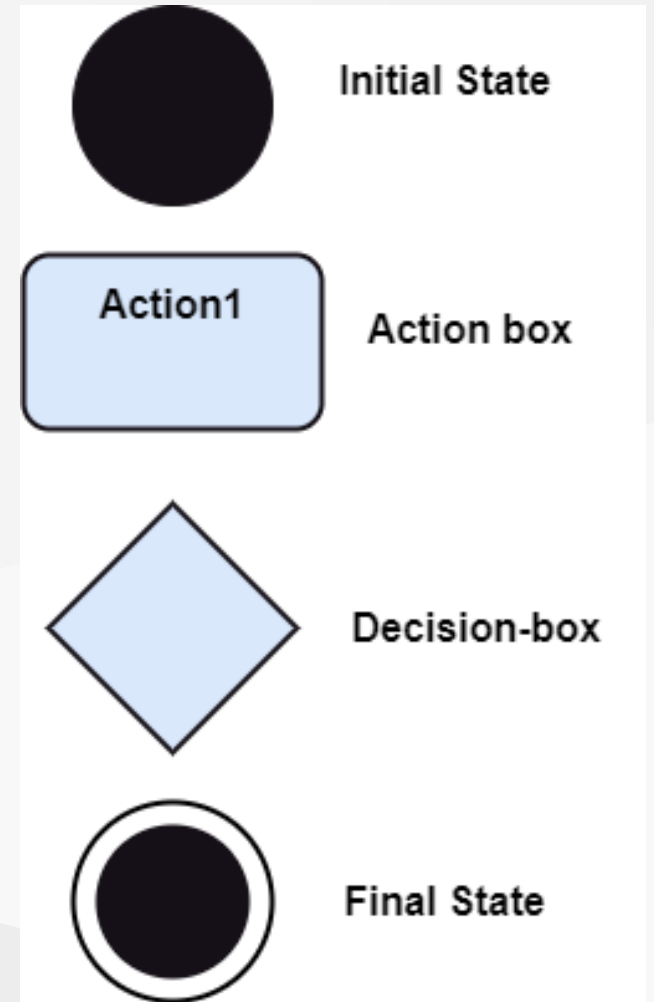 Initial State
Action1
Action box
Decision-box
Final State